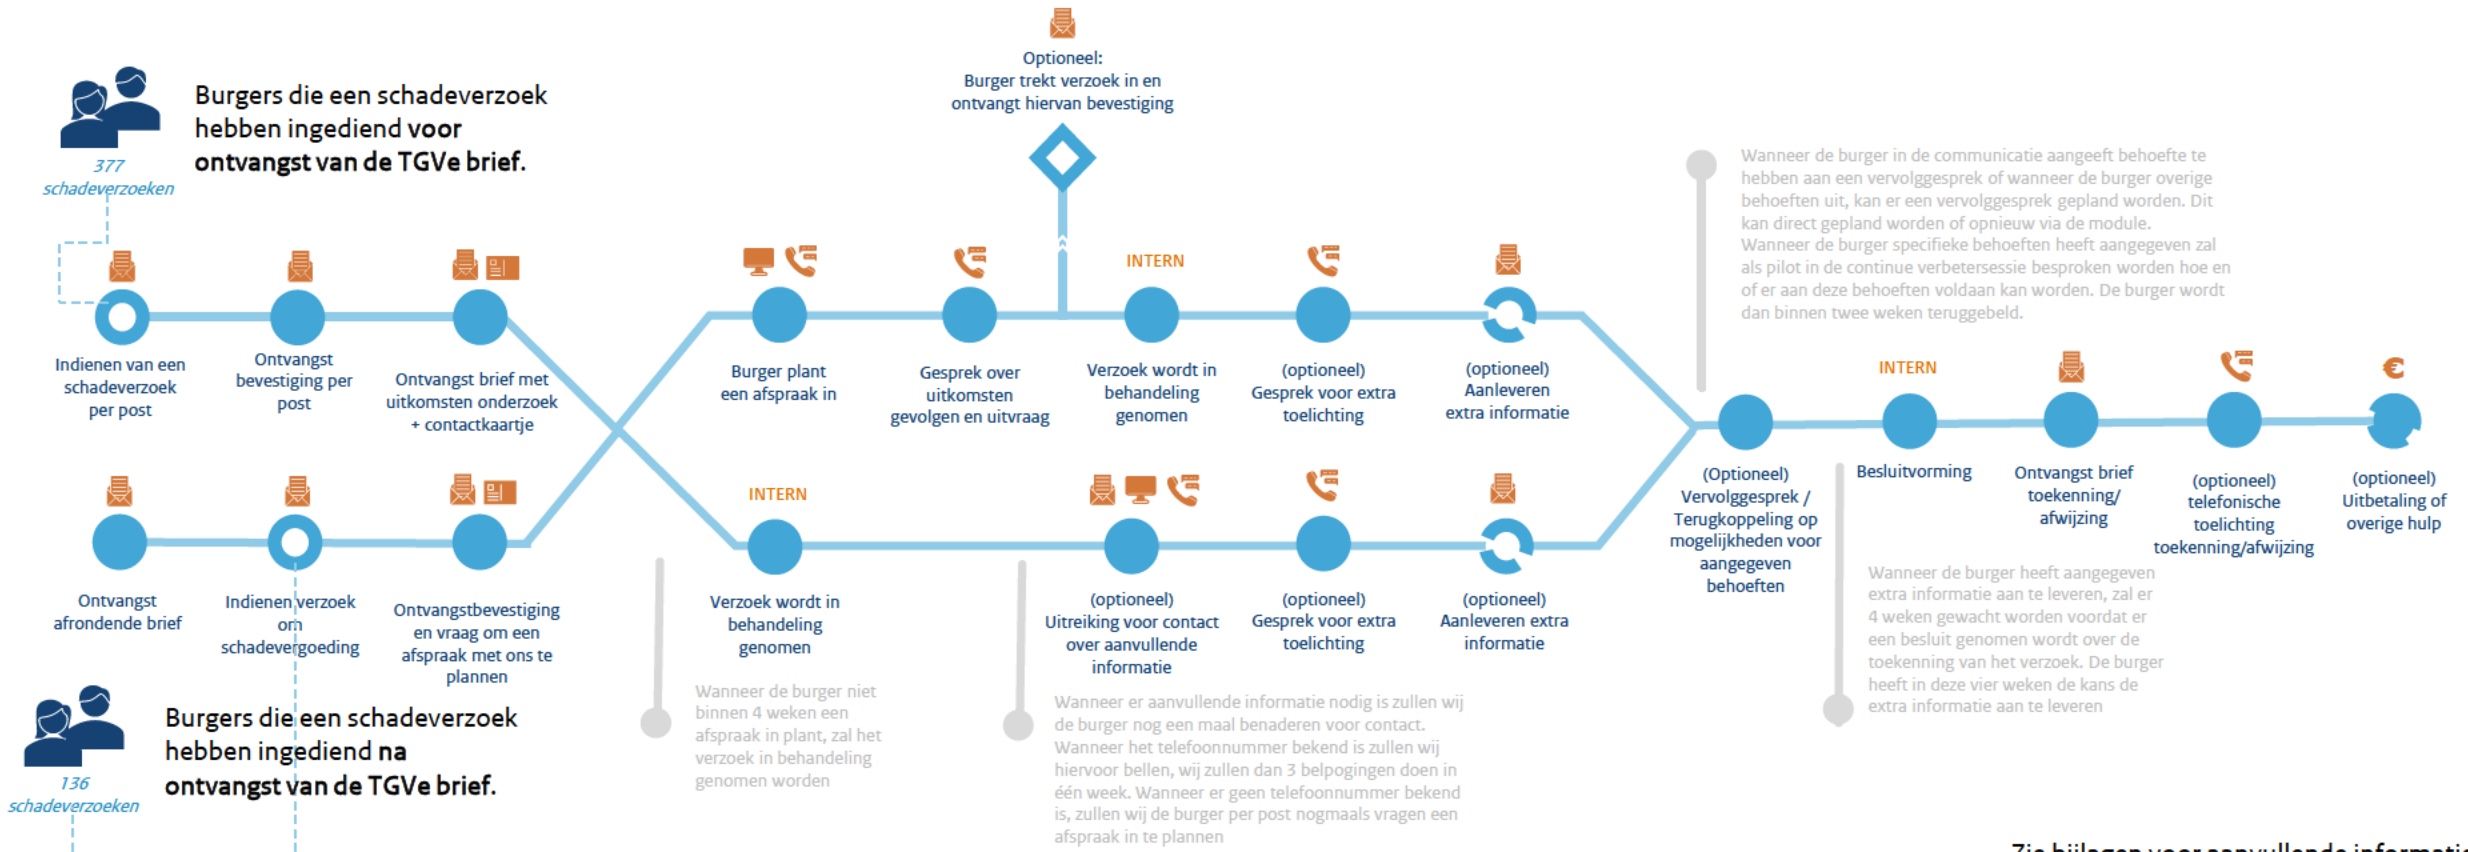 Optioneel:
Burger trekt verzoek in en
ontvangt hiervan bevestiging
Burgers die een schadeverzoek
hebben ingediend voor
ontvangst van de TGVe brief.
377
schadeverzoeken
Indienen van een
schadeverzoek
per post
Ontvangst
bevestiging per
post
Ontvangst brief met
uitkomsten onderzoek
+ contactkaartje
Burger plant
een afspraak in
Gesprek over
uitkomsten
gevolgen en uitvraag
INTERN
Verzoek wordt in
behandeling
genomen
(optioneel)
Gesprek voor extra
toelichting
(optioneel)
Aanleveren
extra informatie
Wanneer de burger in de communicatie aangeeft behoefte te
hebben aan een vervolggesprek of wanneer de burger overige
behoeften uit, kan er een vervolggesprek gepland worden. Dit
kan direct gepland worden of opnieuw via de module.
Wanneer de burger specifieke behoeften heeft aangegeven zal
als pilot in de continue verbetersessie besproken worden hoe en
of er aan deze behoeften voldaan kan worden. De burger wordt
dan binnen twee weken teruggebeld.
Ontvangst
afrondende brief
Indienen verzoek
om
schadevergoeding
Ontvangstbevestiging
en vraag om een
afspraak met ons te
plannen
INTERN
Verzoek wordt in
behandeling
genomen
(optioneel)
Uitreiking voor contact
over aanvullende
informatie
(optioneel)
Gesprek voor extra
toelichting
(optioneel)
Aanleveren extra
informatie
(Optioneel)
Vervolggesprek /
Terugkoppeling op
mogelijkheden voor
aangegeven
behoeften
INTERN
Besluitvorming
Ontvangst brief
toekenning/
afwijzing
(optioneel)
telefonische
toelichting
toekenning/afwijzing
€
(optioneel)
Uitbetaling of
overige hulp
136
schadeverzoeken
Burgers die een schadeverzoek
hebben ingediend na
ontvangst van de TGVe brief.
Wanneer de burger niet
binnen 4 weken een
afspraak in plant, zal het
verzoek in behandeling
genomen worden
Wanneer er aanvullende informatie nodig is zullen wij
de burger nog een maal benaderen voor contact.
Wanneer het telefoonnummer bekend is zullen wij
hiervoor bellen, wij zullen dan 3 belpogingen doen in
één week. Wanneer er geen telefoonnummer bekend
is, zullen wij de burger per post nogmaals vragen een
afspraak in te plannen
Wanneer de burger heeft aangegeven
extra informatie aan te leveren, zal er
4 weken gewacht worden voordat er
een besluit genomen wordt over de
toekenning van het verzoek. De burger
heeft in deze vier weken de kans de
extra informatie aan te leveren
Zie bijlagen voor aanvullende informatie